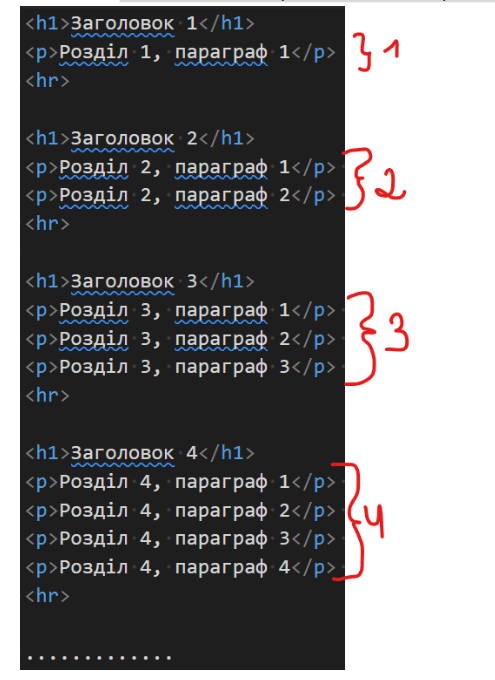 <h1>Заголовок 1</h1>
<p>Розділ 1, параграф 1</p> 1
<hr>
<h1>Заголовок 2</h1>
<p>Розділ 2, параграф 1</p>
<p>Розділ 2, параграф 2</p> 2
<hr>
<h1>Заголовок 3</h1>
<p>Розділ 3, параграф 1</p>
<p>Розділ 3, параграф 2</p> 3
<p>Розділ 3, параграф 3</p>
<hr>
<h1>Заголовок 4</h1>
<p>Розділ 4, параграф 1</p>
<p>Розділ 4, параграф 2</p> 4
<p>Розділ 4, параграф 3</p>
<p>Розділ 4, параграф 4</p>
<hr>
.............